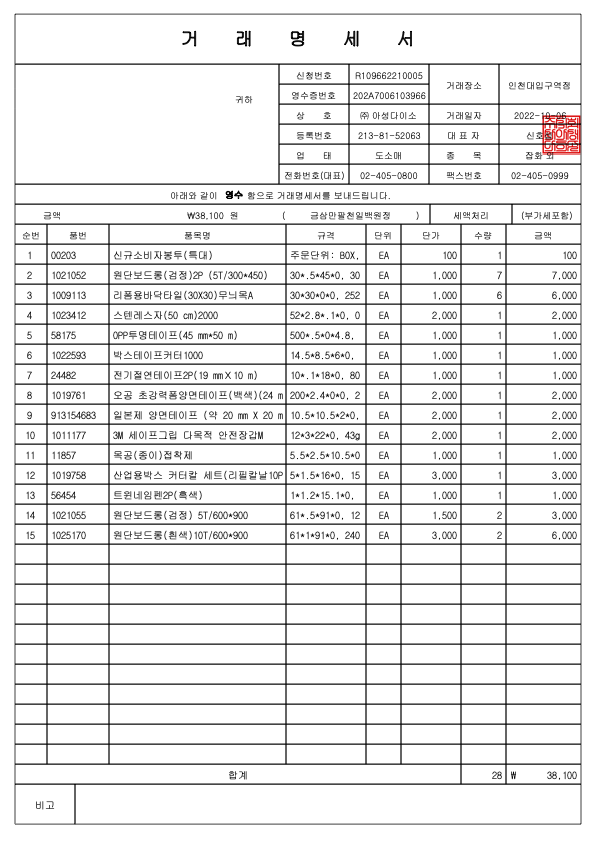 거 래 명 세 서
신청번호 R109662210005 거래장소 인천대입구역점
귀하
영수증번호 202A7006103966
상 호 ㈜ 아성다이소 거래일자 2022-10-06
등록번호 213-81-52063 대 표 자 신호
업 태 도소매 종 목 잡화 외
전화번호(대표) 02-405-0800 팩스번호 02-405-0999
아래와 같이 영수 함으로 거래명세서를 보내드립니다.
금액 ₩38,100 원 ( 금삼만팔천일백원정 ) 세액처리 (부가세포함)
순번 품번 품목명 규격 단위 단가 수량 금액
1 00203 신규소비자봉투(특대) 주문단위: BOX, EA 100 1 100
2 1021052 원단보드롱(검정)2P (5T/300*450) 30*.5*45*0, 30 EA 1,000 7 7,000
3 1009113 리폼용바닥타일(30X30)무늬목A 30*30*0*0, 252 EA 1,000 6 6,000
4 1023412 스텐레스자(50 cm)2000 52*2.8*.1*0, 0 EA 2,000 1 2,000
5 58175 OPP투명테이프(45 mm*50 m) 500*.5*0*4.8, EA 1,000 1 1,000
6 1022593 박스테이프커터1000 14.5*8.5*6*0, EA 1,000 1 1,000
7 24482 전기절연테이프2P(19 mm X 10 m) 10*.1*18*0, 80 EA 1,000 1 1,000
8 1019761 오공 초강력폼양면테이프(백색)(24 m 200*2.4*0*0, 2 EA 2,000 1 2,000
9 913154683 일본제 양면테이프 (약 20 mm X 20 m 10.5*10.5*2*0, EA 2,000 1 2,000
10 1011177 3M 세이프그립 다목적 안전장갑M 12*3*22*0, 43g EA 2,000 1 2,000
11 11857 목공(종이)접착제 5.5*2.5*10.5*0 EA 1,000 1 1,000
12 1019758 산업용박스 커터칼 세트(리필칼날10P 5*1.5*16*0, 15 EA 3,000 1 3,000
13 56454 트윈네임펜2P(흑색) 1*1.2*15.1*0, EA 1,000 1 1,000
14 1021055 원단보드롱(검정) 5T/600*900 61*.5*91*0, 12 EA 1,500 2 3,000
15 1025170 원단보드롱(흰색)10T/600*900 61*1*91*0, 240 EA 3,000 2 6,000
합계 28 ₩ 38,100
비고